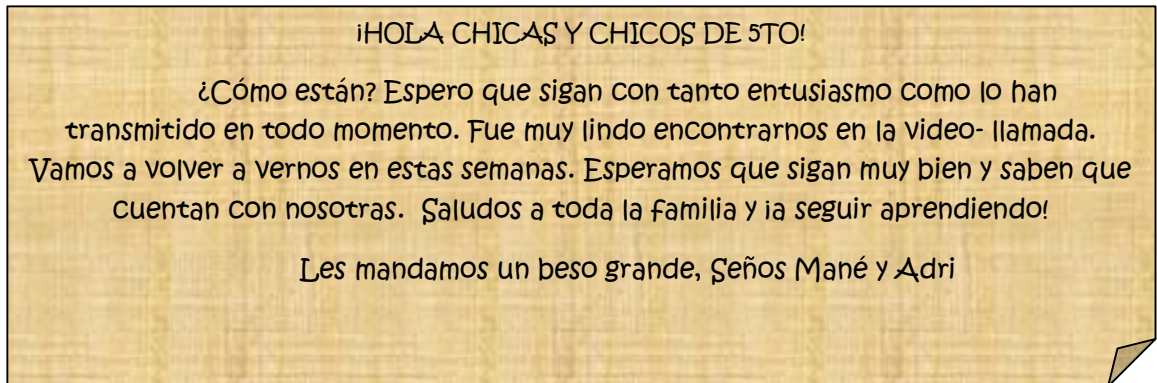 ¡HOLA CHICAS Y CHICOS DE 5TO!
¿Cómo están? Espero que sigan con tanto entusiasmo como lo han
transmitido en todo momento. Fue muy lindo encontrarnos en la video- llamada.
Vamos a volver a vernos en estas semanas. Esperamos que sigan muy bien y saben que
cuentan con nosotras. Saludos a toda la familia y ¡a seguir aprendiendo!
Les mandamos un beso grande, Seños Mané y Adri